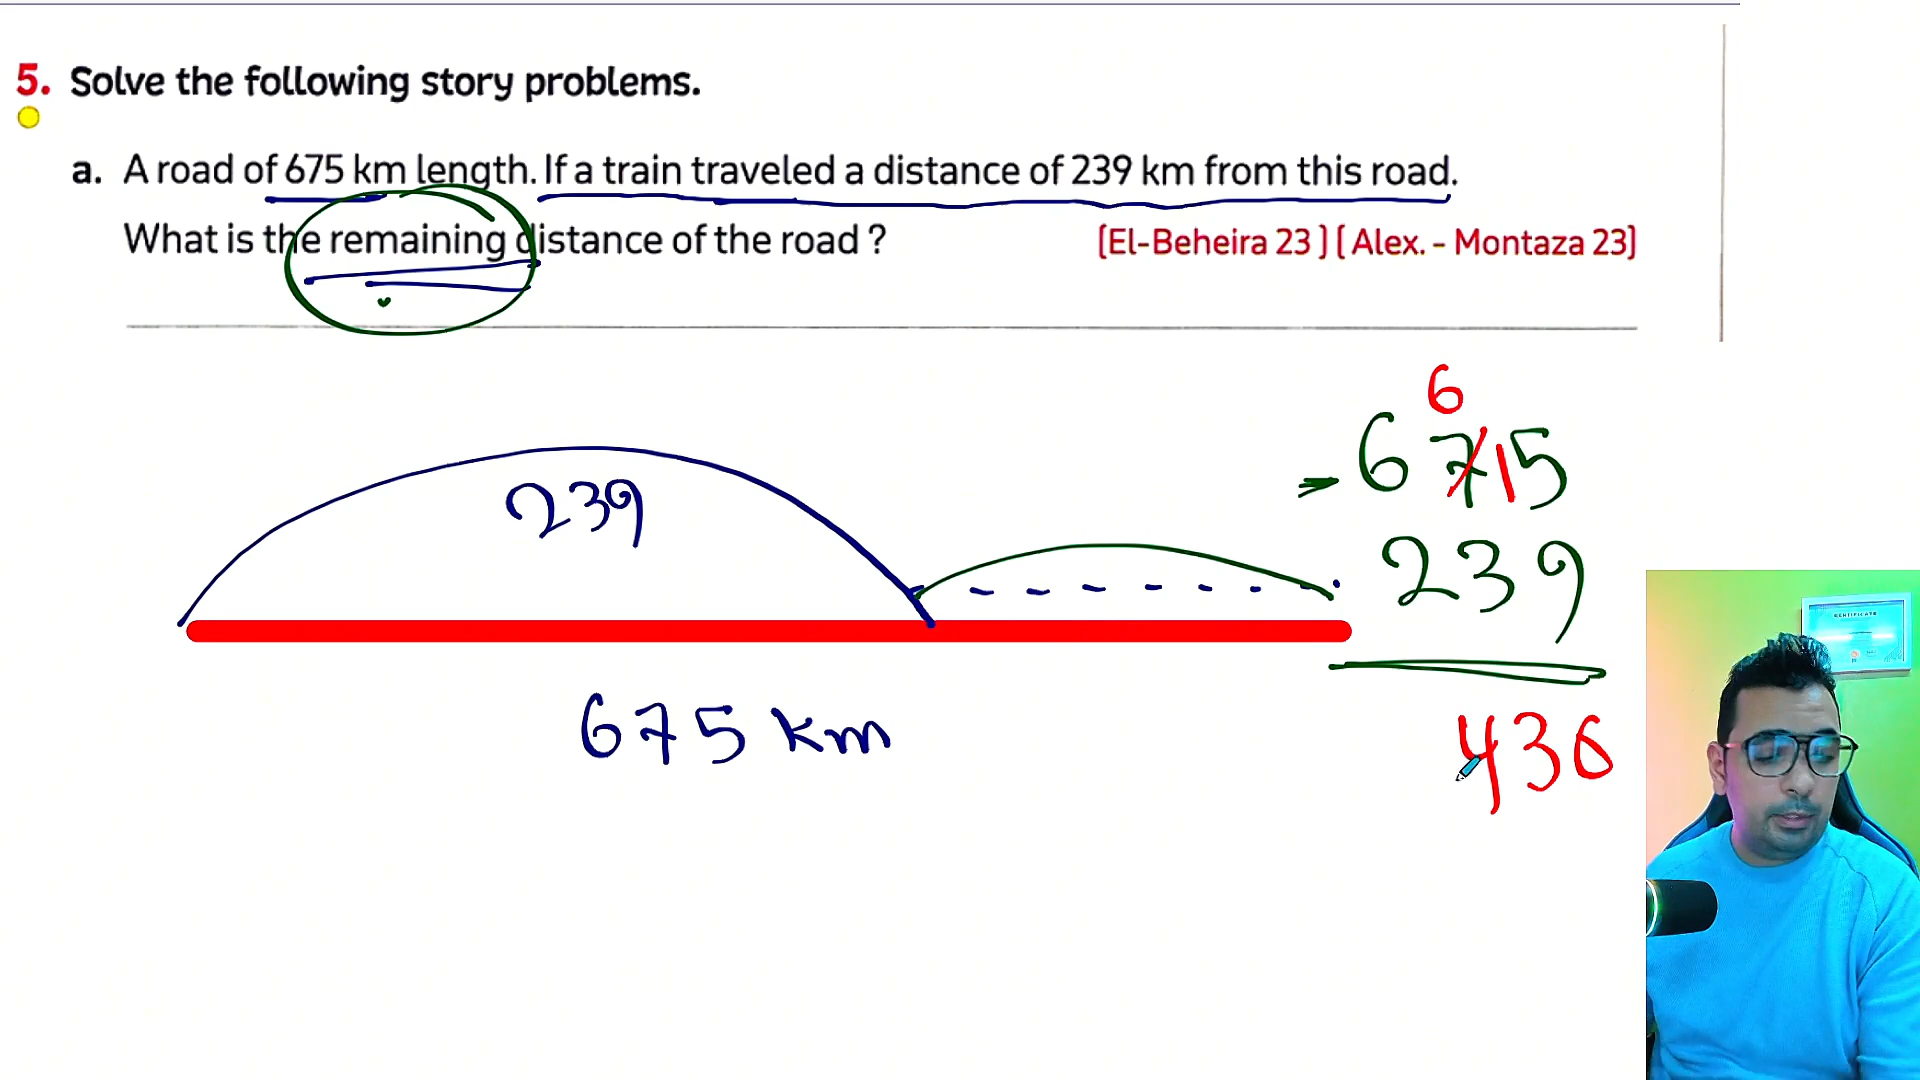 5. Solve the following story problems.
a. A road of 675 km length. If a train traveled a distance of 239 km from this road.
What is the remaining distance of the road ?
[El-Beheira 23 ] [ Alex. - Montaza 23]
6
- 6 7 15
239
239
436
675 km
CERTIFICATE